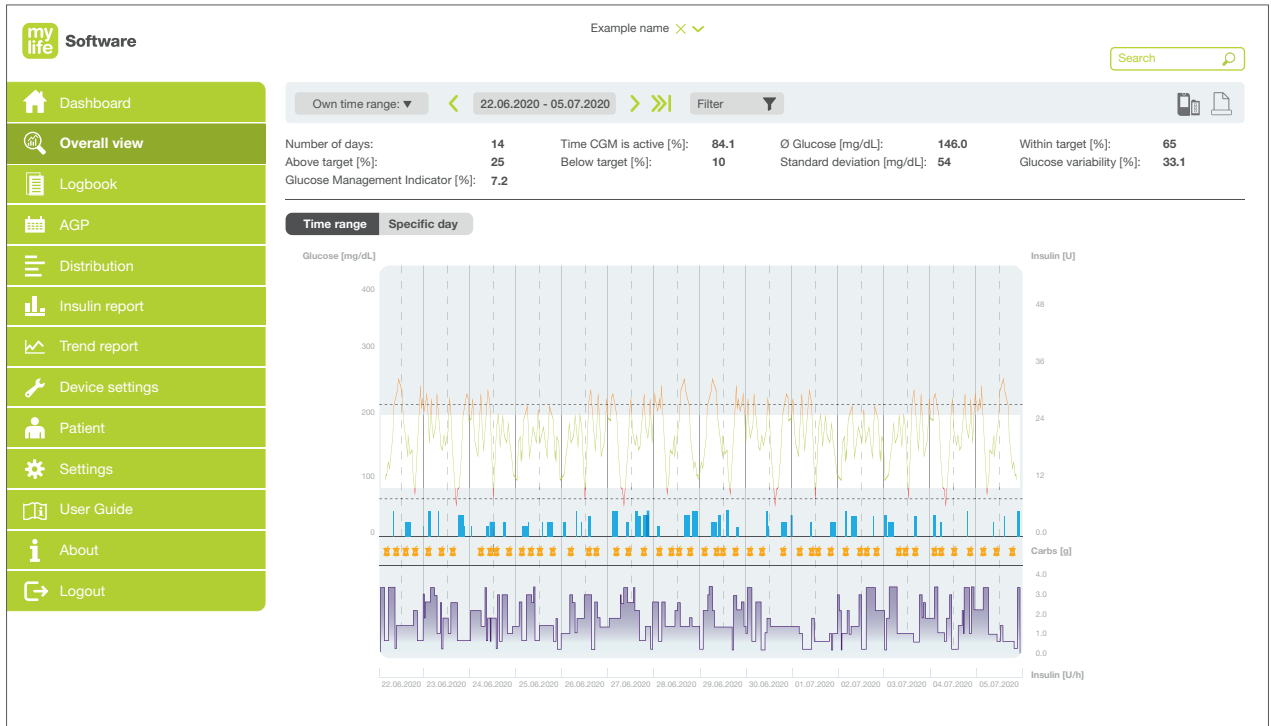 my
life
Software
Example name
Search
Dashboard
Overall view
Logbook
AGP
Distribution
Insulin report
Trend report
Device settings
Patient
Settings
User Guide
About
Logout
Own time range: ▼
22.06.2020 - 05.07.2020
Filter
Number of days: 14 Time CGM is active [%]: 84.1 Ø Glucose [mg/dL]: 146.0 Within target [%]: 65
Above target [%]: 25 Below target [%]: 10 Standard deviation [mg/dL]: 54 Glucose variability [%]: 33.1
Glucose Management Indicator [%]: 7.2
Time range Specific day
Glucose [mg/dL] Insulin [U]
400
48
300
36
200
24
100
12
0
0.0
Carbs [g]
4.0
3.0
2.0
1.0
0.0
Insulin [U/h]
22.06.2020 23.06.2020 24.06.2020 25.06.2020 26.06.2020 27.06.2020 28.06.2020 29.06.2020 30.06.2020 01.07.2020 02.07.2020 03.07.2020 04.07.2020 05.07.2020